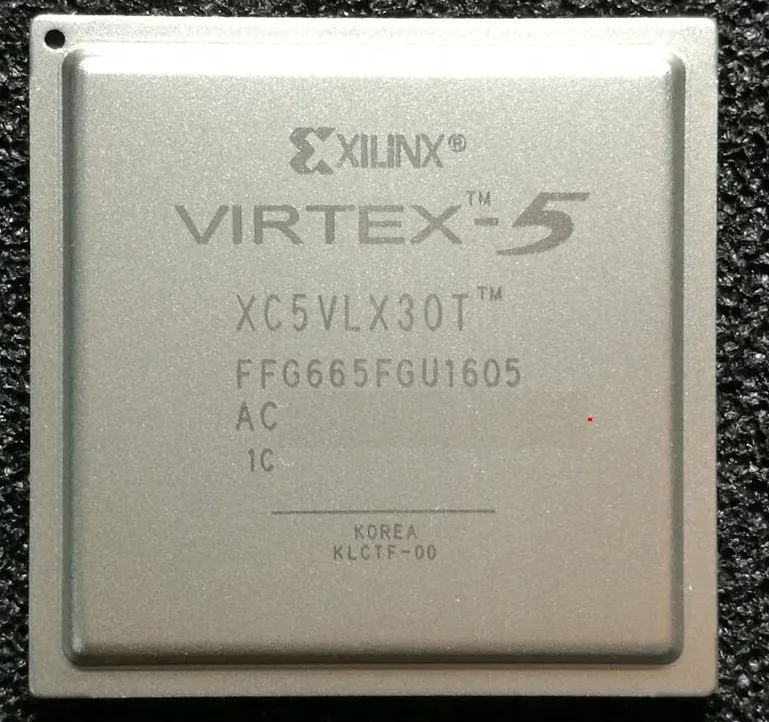 XILINX®
VIRTEX™-5
XC5VLX30T™
FFG665FGU1605
AC
1C
KOREA
KLCTF-00